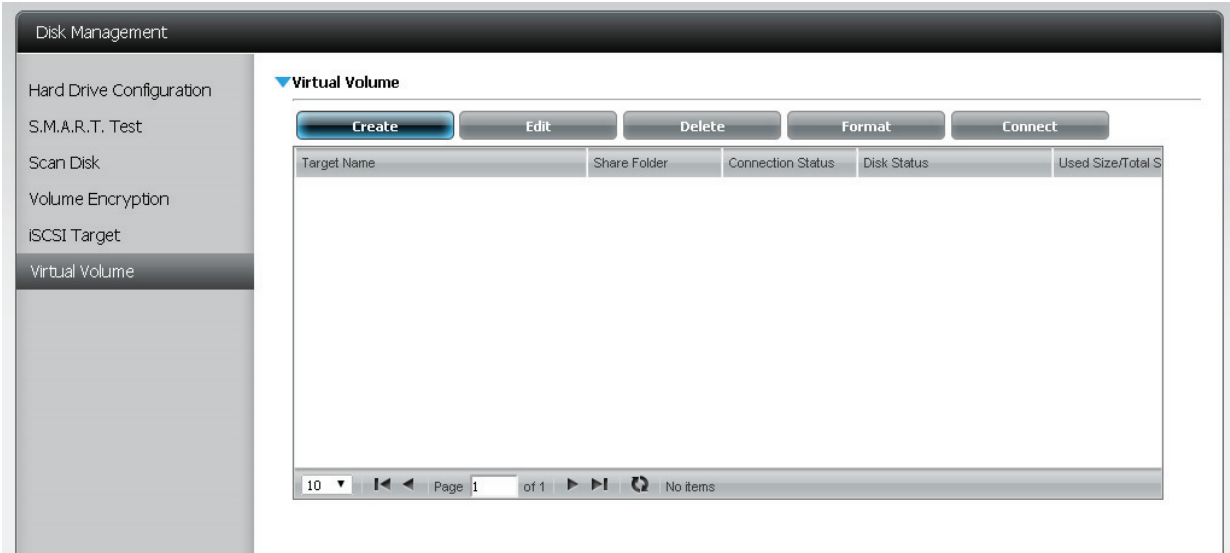 Disk Management
Hard Drive Configuration
S.M.A.R.T. Test
Scan Disk
Volume Encryption
iSCSI Target
Virtual Volume
Virtual Volume
Create Edit Delete Format Connect
Target Name Share Folder Connection Status Disk Status Used Size/Total S
10 Page 1 of 1 No items